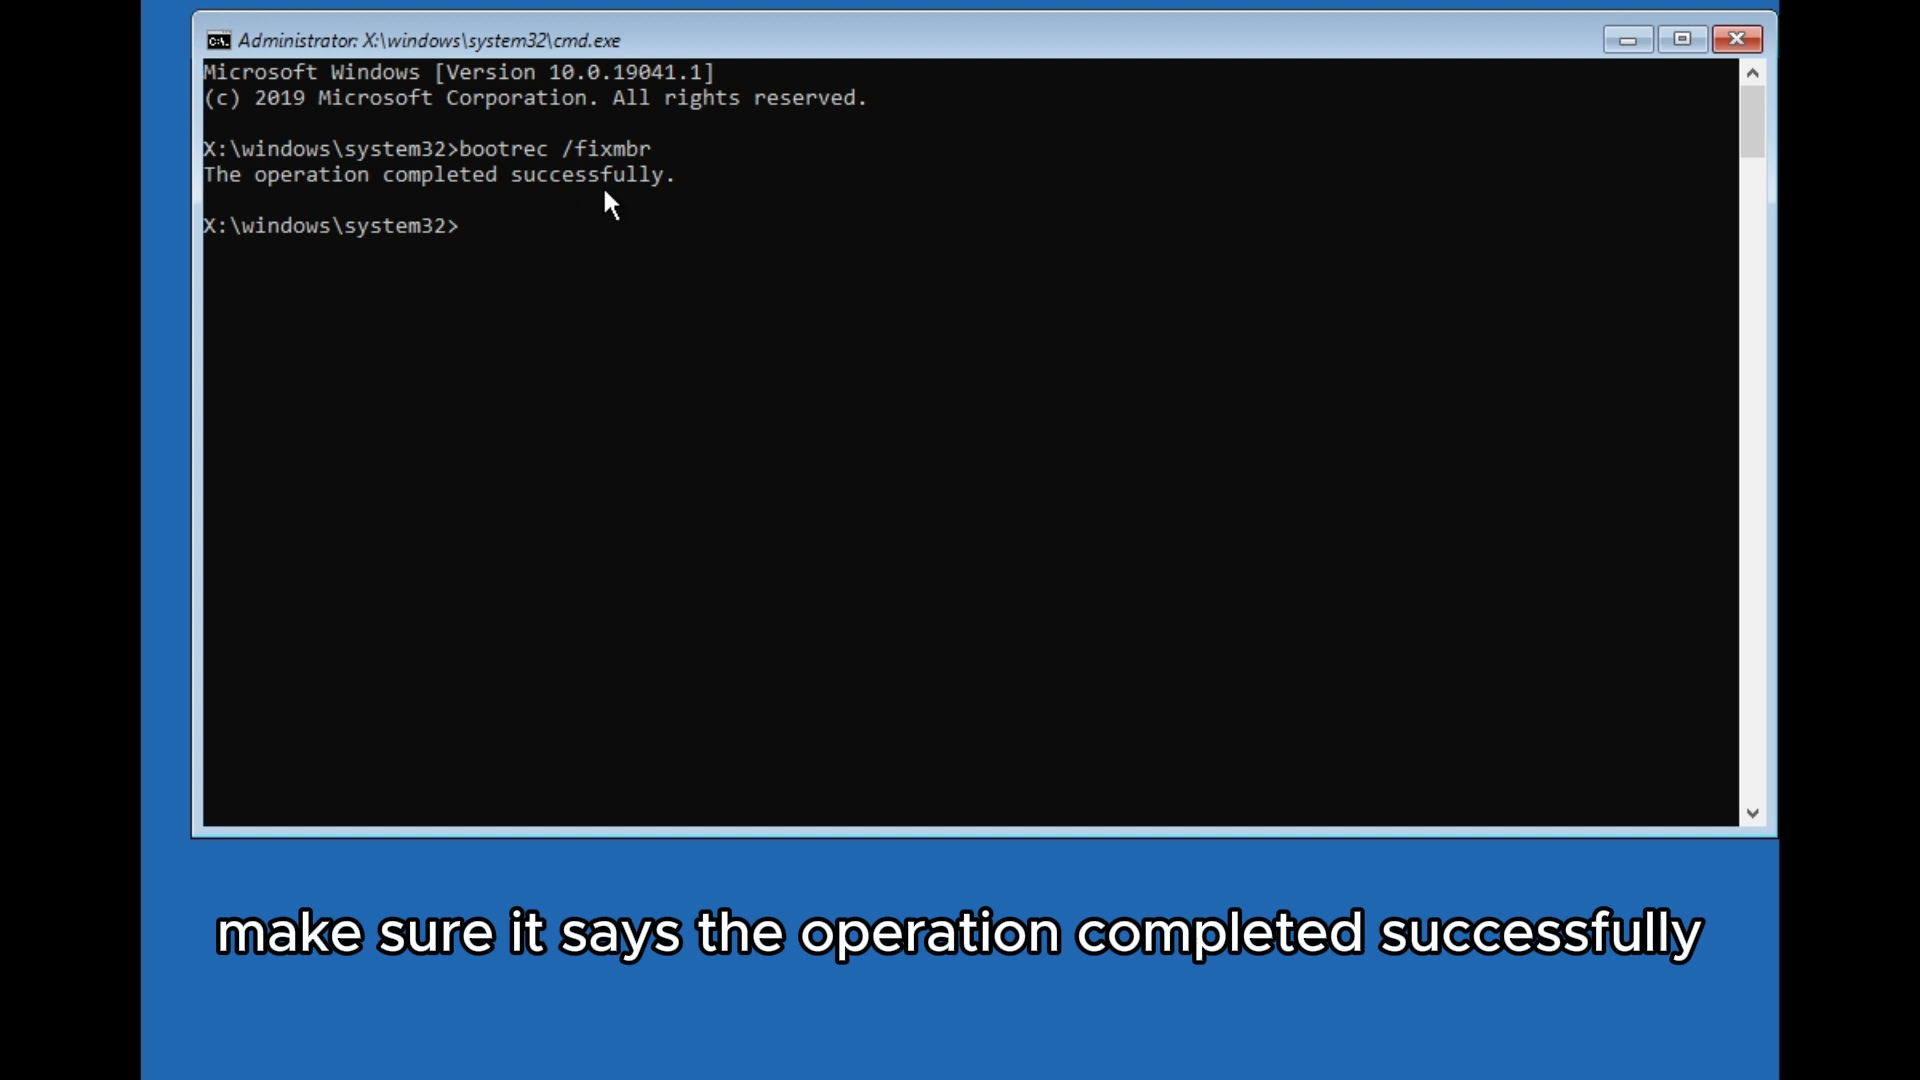 Administrator: X:\windows\system32\cmd.exe
Microsoft Windows [Version 10.0.19041.1]
(c) 2019 Microsoft Corporation. All rights reserved.
X:\windows\system32>bootrec /fixmbr
The operation completed successfully.
X:\windows\system32>
make sure it says the operation completed successfully